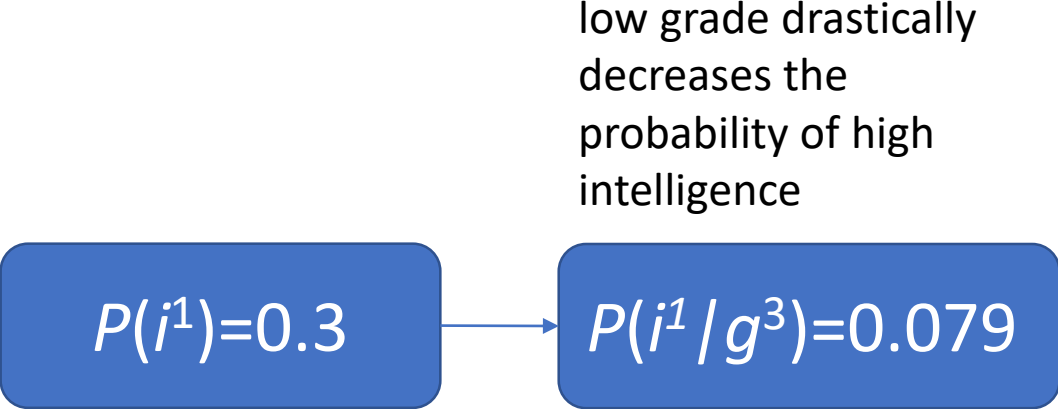 low grade drastically
decreases the
probability of high
intelligence
P(i¹)=0.3
P(i¹/g³)=0.079